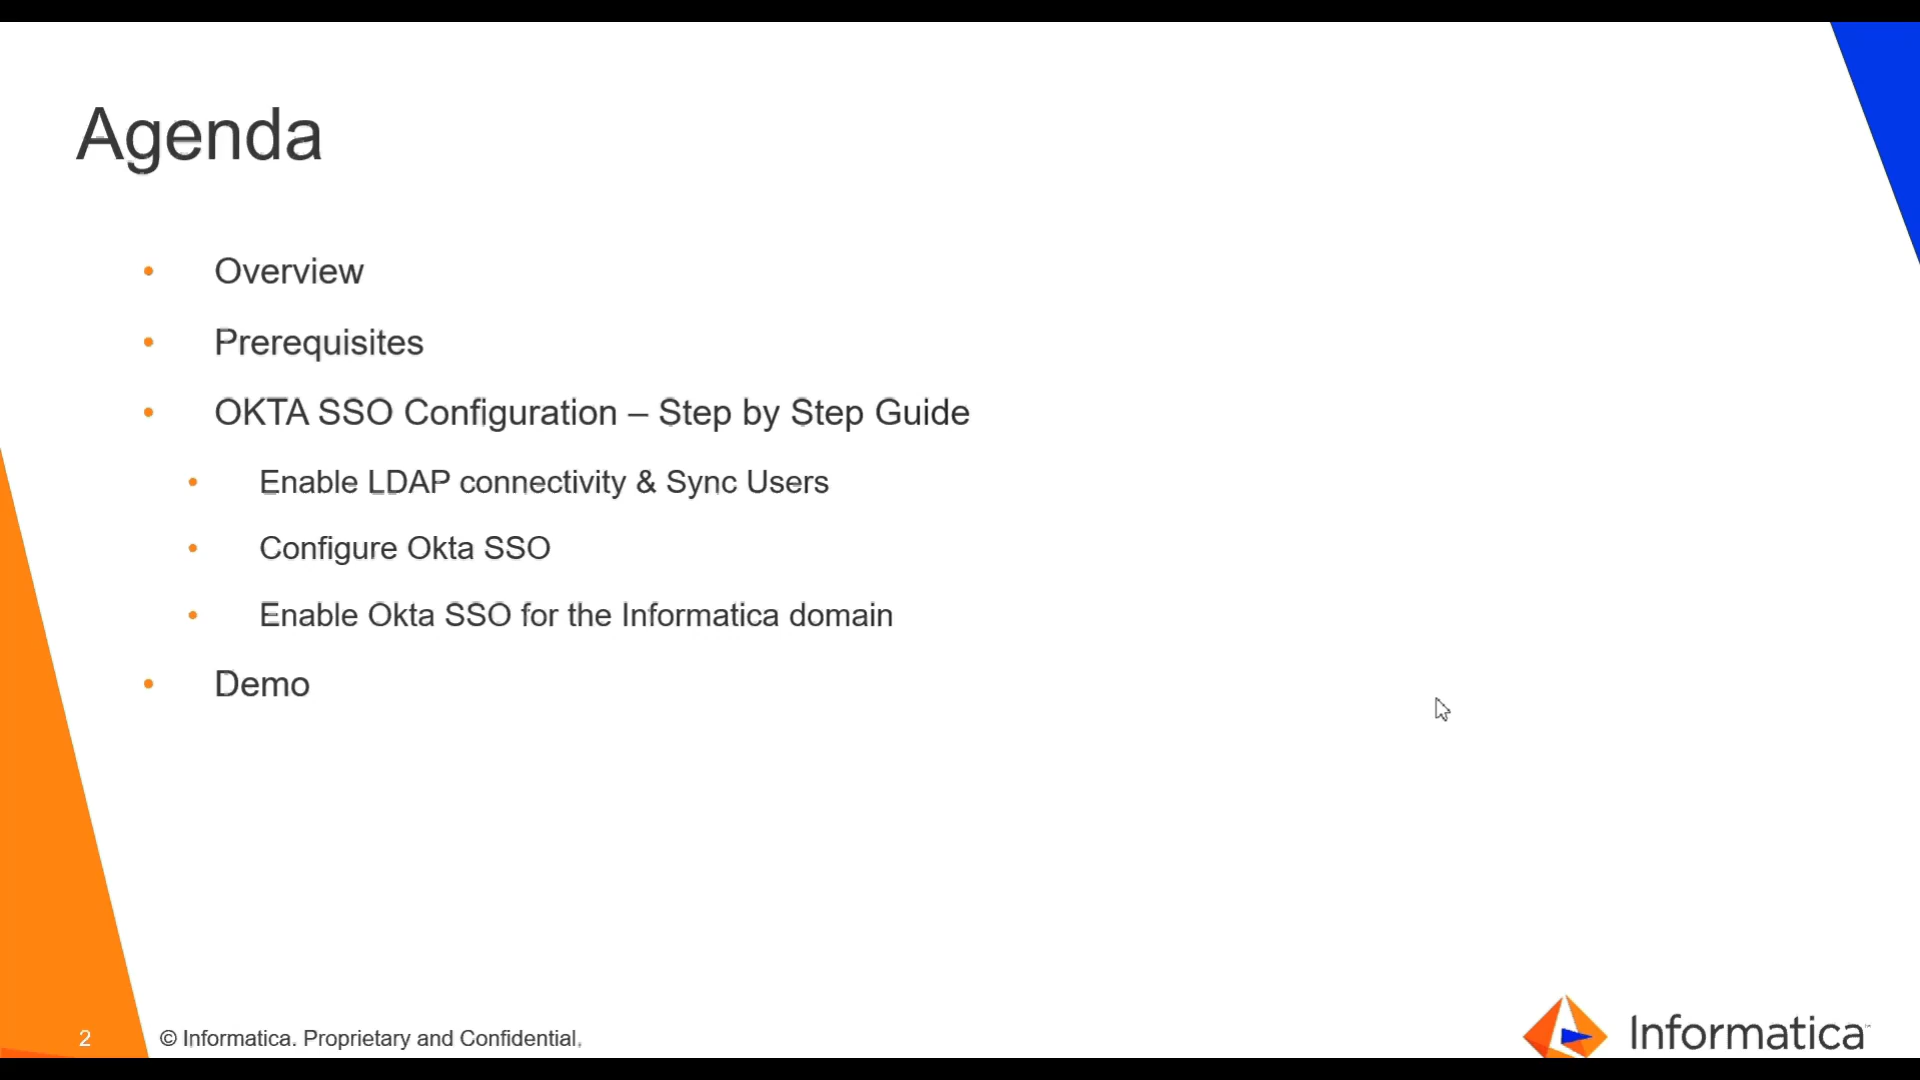 Agenda
• Overview
• Prerequisites
• OKTA SSO Configuration – Step by Step Guide
• Enable LDAP connectivity & Sync Users
• Configure Okta SSO
• Enable Okta SSO for the Informatica domain
• Demo
2
© Informatica. Proprietary and Confidential.
Informatica™